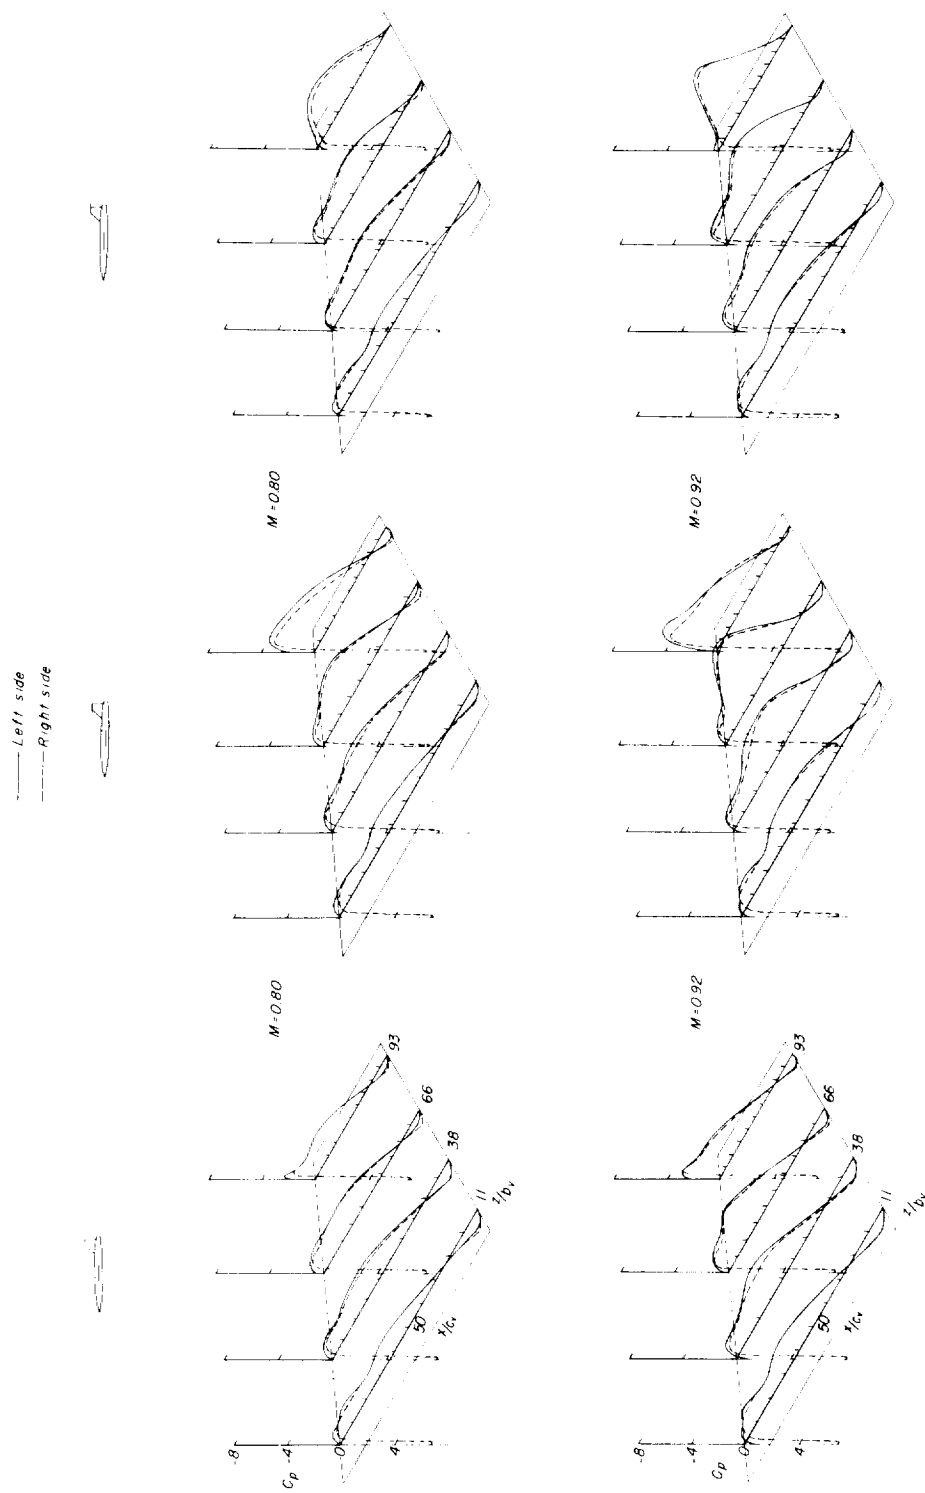 Left side
Right side
M=0.80
M=0.92
M=0.80
M=0.92
-8
-4
0
4
Cp
50
x/cv
11
38
66
93
z/bv
-8
-4
0
4
Cp
50
x/cv
11
38
66
93
z/bv